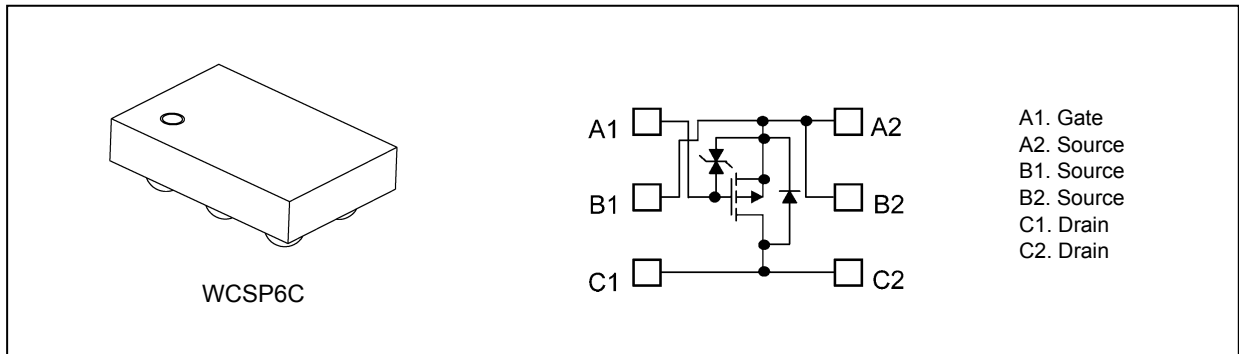 WCSP6C
A1
A2
B1
B2
C1
C2
A1. Gate
A2. Source
B1. Source
B2. Source
C1. Drain
C2. Drain